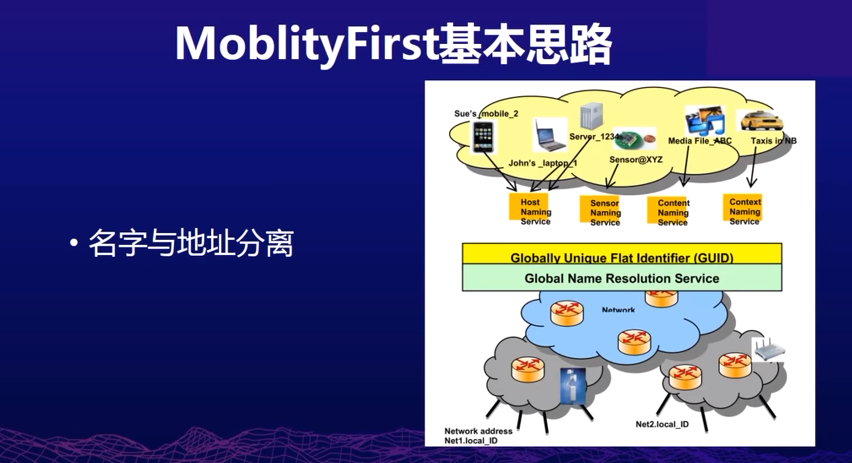 MoblityFirst基本思路
• 名字与地址分离
Sue's_mobile_2
Server_1234
John's _laptop_1
Sensor@XYZ
Media File_ABC
Taxis in NB
Host
Naming
Service
Sensor
Naming
Service
Content
Naming
Service
Context
Naming
Service
Globally Unique Flat Identifier (GUID)
Global Name Resolution Service
Network
Network address
Net1.local_ID
Net2.local_ID